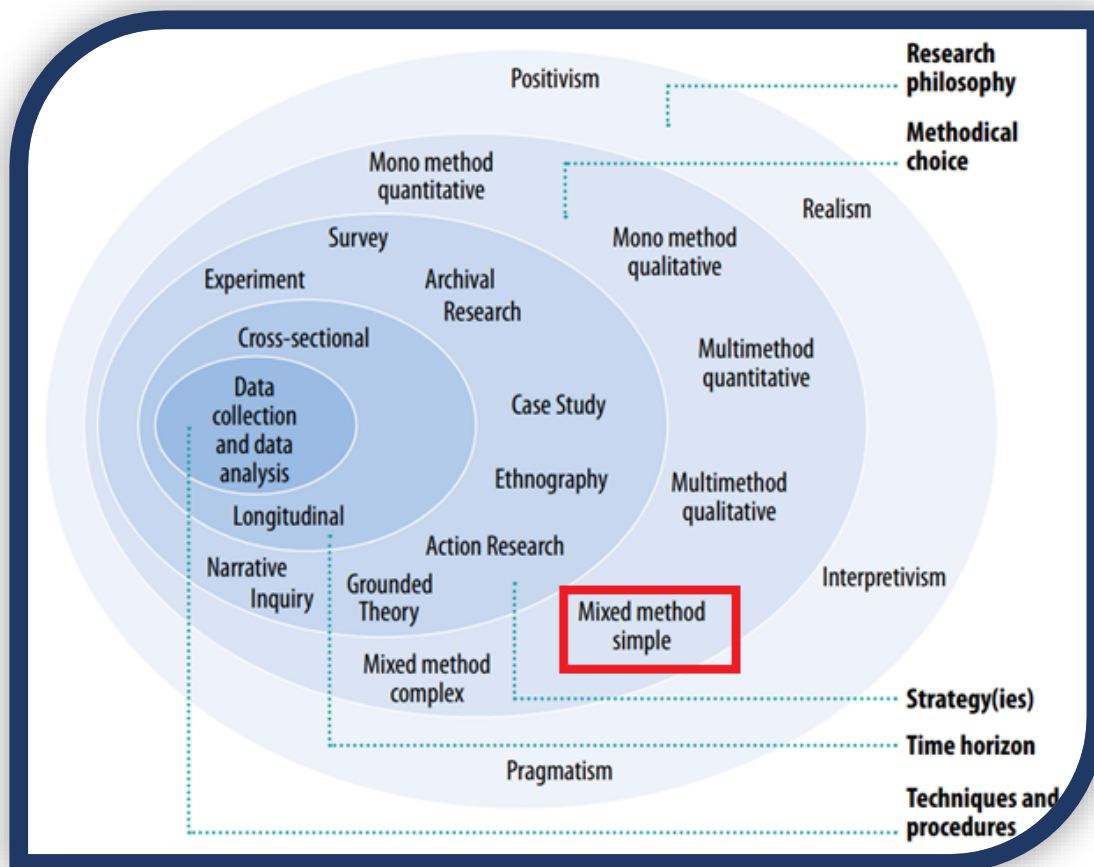 Research
philosophy
Positivism
Methodical
choice
Mono method
quantitative
Realism
Survey
Mono method
qualitative
Experiment
Archival
Research
Cross-sectional
Multimethod
quantitative
Data
collection
and data
analysis
Case Study
Ethnography
Multimethod
qualitative
Longitudinal
Action Research
Narrative
Inquiry
Grounded
Theory
Interpretivism
Mixed method
simple
Mixed method
complex
Strategy(ies)
Time horizon
Pragmatism
Techniques and
procedures